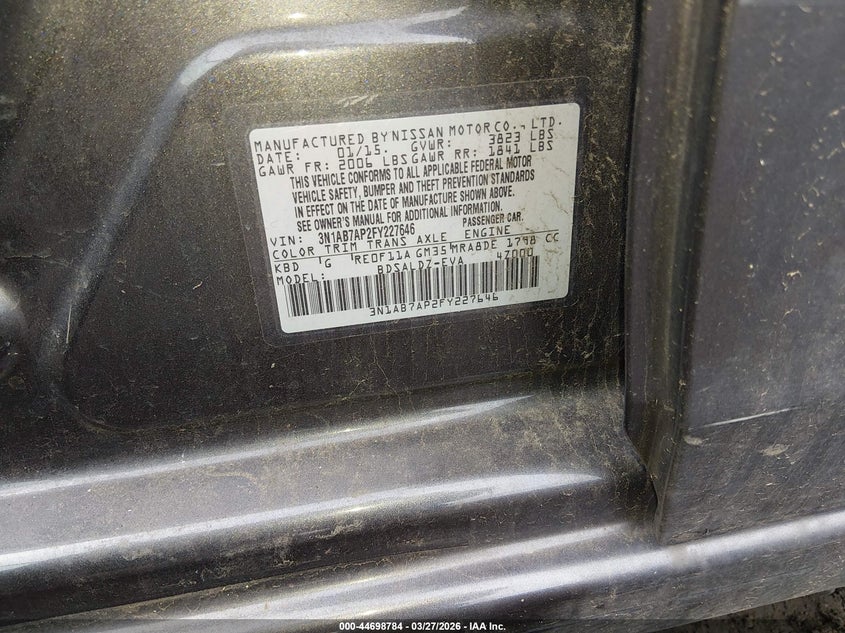 MANUFACTURED BY NISSAN MOTOR CO., LTD.
DATE: 01/15. GVWR: 3823 LBS
GAWR FR: 2006 LBS GAWR RR: 1841 LBS
THIS VEHICLE CONFORMS TO ALL APPLICABLE FEDERAL MOTOR
VEHICLE SAFETY, BUMPER AND THEFT PREVENTION STANDARDS
IN EFFECT ON THE DATE OF MANUFACTURE SHOWN ABOVE.
SEE OWNER'S MANUAL FOR ADDITIONAL INFORMATION.
VIN: 3N1AB7AP2FY227646 PASSENGER CAR.
COLOR TRIM TRANS AXLE ENGINE
KBD G RE0F11A GM35 MRA8DE 1798 CC
MODEL: BDSALDZ-EVA 47000
3N1AB7AP2FY227646
000-44698784 | 03/27/2026 - IAA Inc.